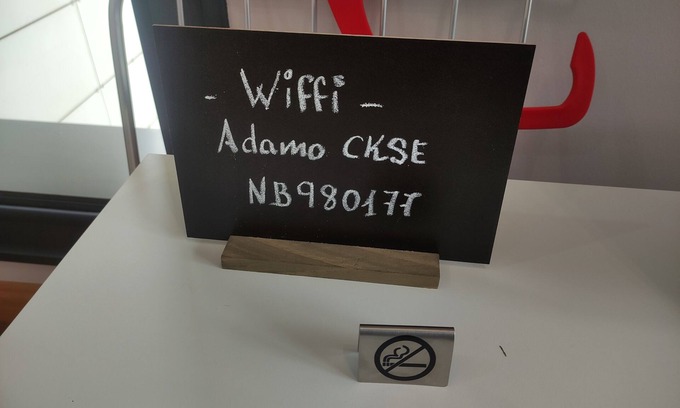 - Wiffi -
Adamo CKSE
NB980177